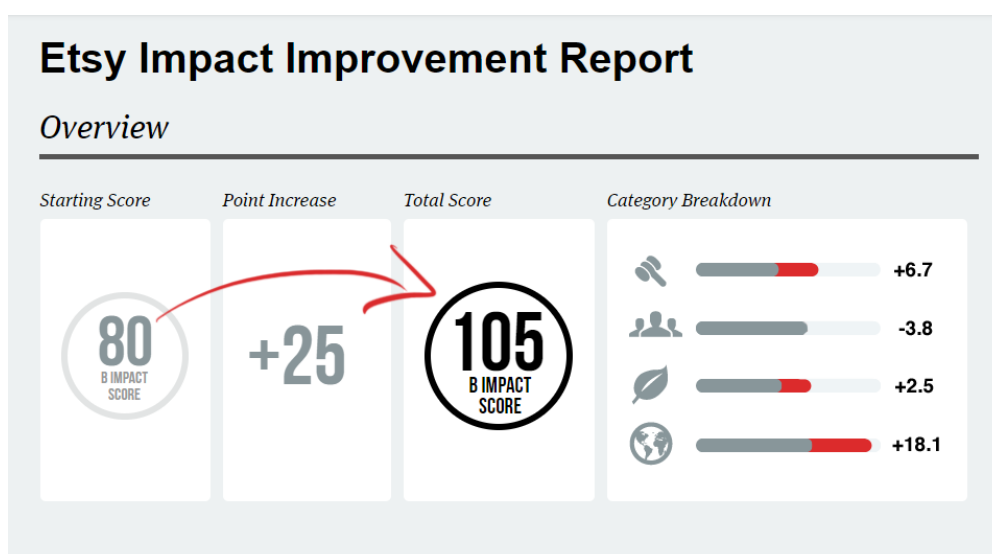 Etsy Impact Improvement Report
Overview
Starting Score
Point Increase
Total Score
Category Breakdown
80
B IMPACT
SCORE
+25
105
B IMPACT
SCORE
+6.7
-3.8
+2.5
+18.1